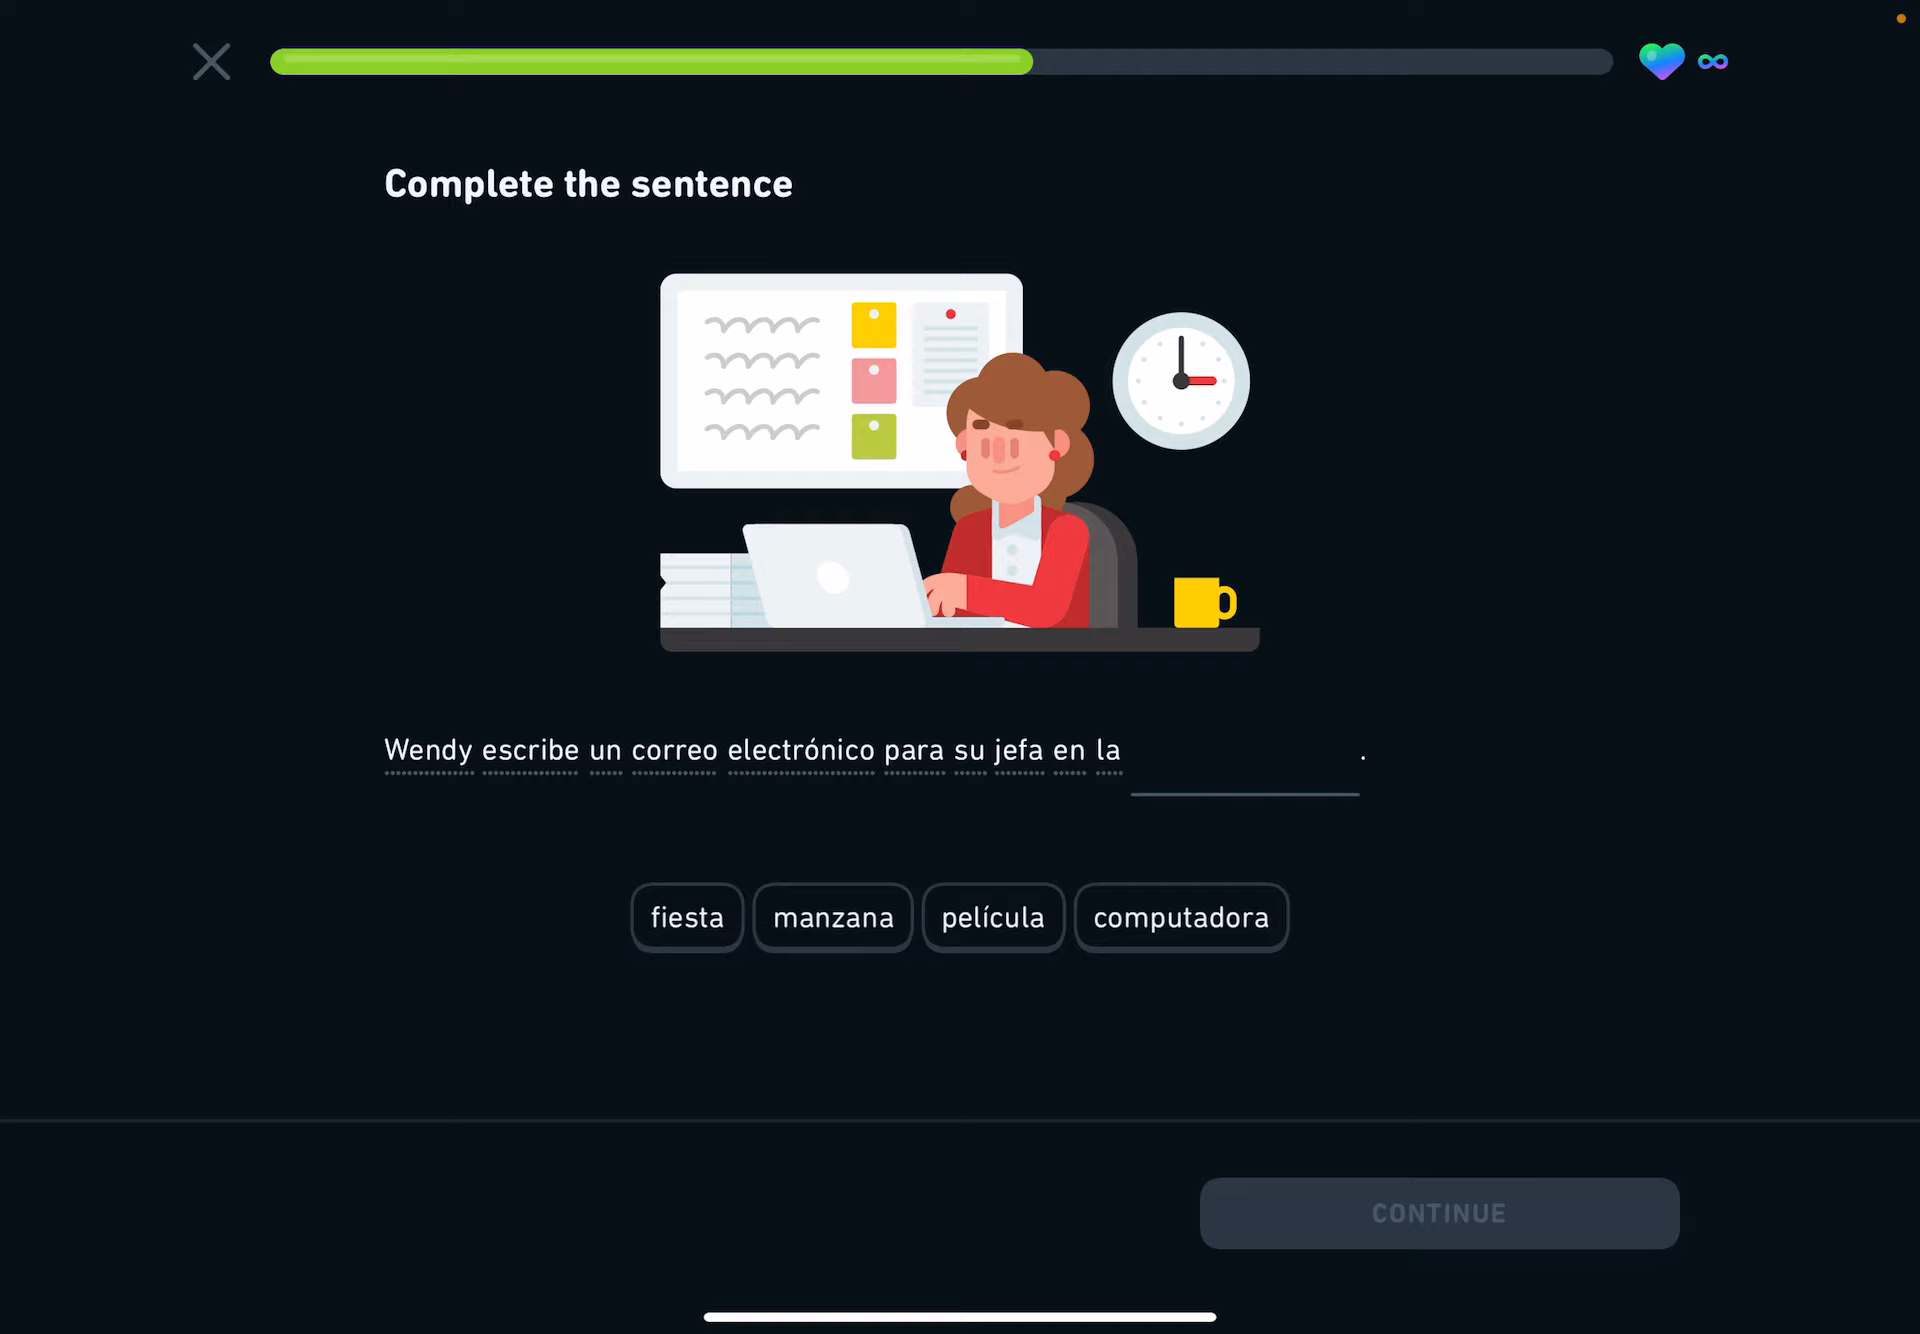 Complete the sentence
Wendy escribe un correo electrónico para su jefa en la .
fiesta manzana película computadora
CONTINUE